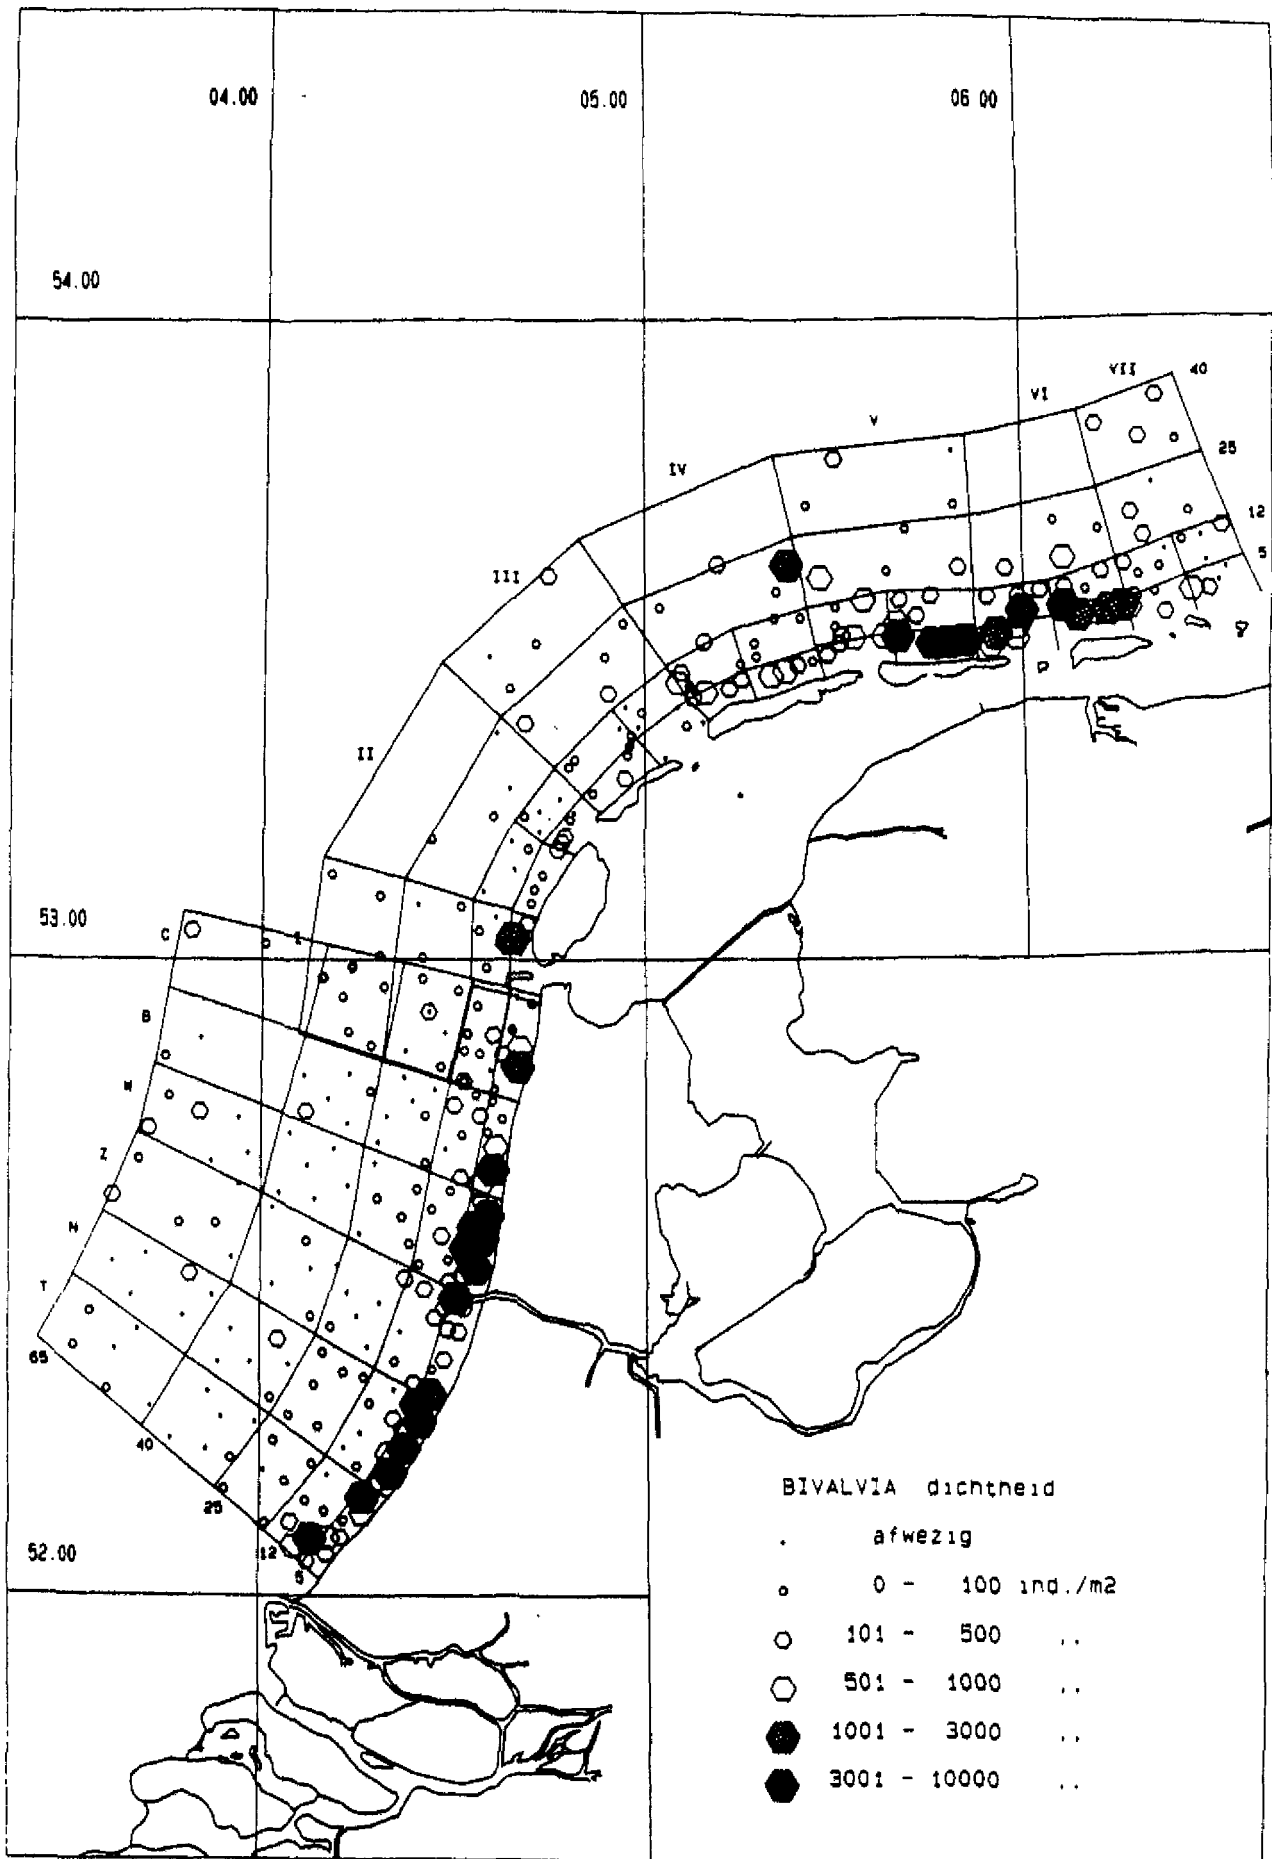 04.00 05.00 06 00
54.00
VII 40
VI
V
25
IV
12
III
5
II
53.00
C I
B
W
Z
N
T
65
40
25
12
5
52.00
BIVALVIA dichtheid
. afwezig
0 - 100 ind./m2
101 - 500 ..
501 - 1000 ..
1001 - 3000 ..
3001 - 10000 ..